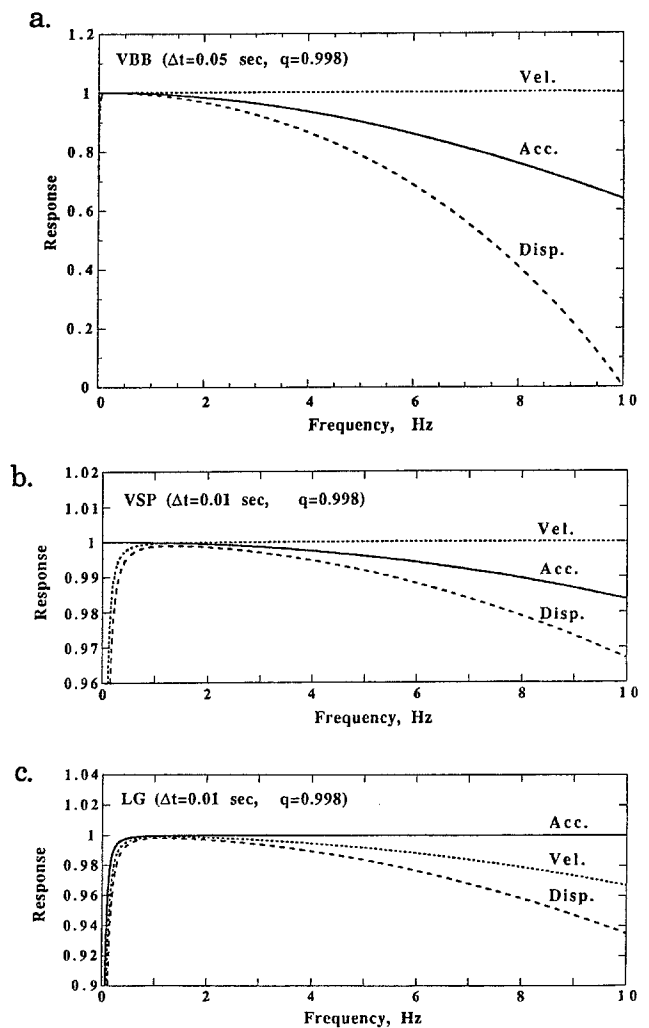 a.
1.2
VBB (Δt=0.05 sec, q=0.998)
Vel.
1
Acc.
0.8
Response
0.6
Disp.
0.4
0.2
0
0 2 4 6 8 10
Frequency, Hz
b.
1.02
VSP (Δt=0.01 sec, q=0.998)
1.01
Vel.
1
Acc.
0.99
Response
Disp.
0.98
0.97
0.96
0 2 4 6 8 10
Frequency, Hz
c.
1.04
LG (Δt=0.01 sec, q=0.998)
1.02
Acc.
1
Vel.
0.98
Response
Disp.
0.96
0.94
0.92
0.9
0 2 4 6 8 10
Frequency, Hz